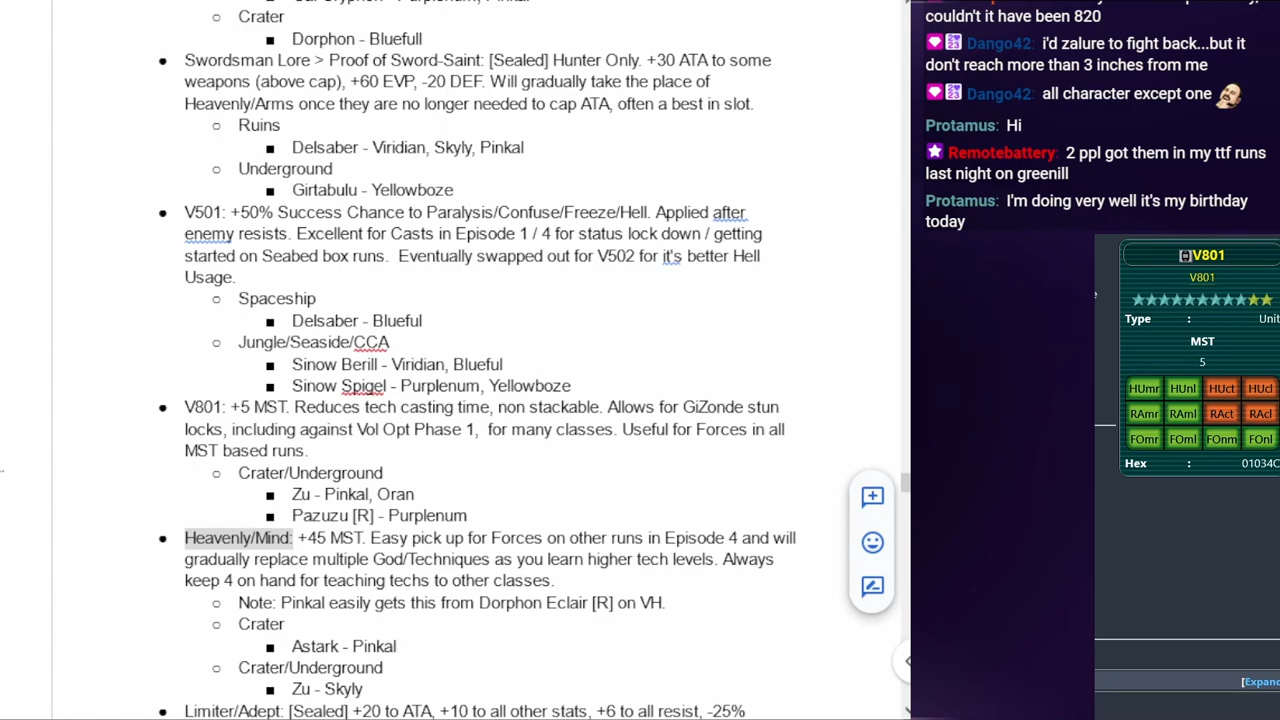 Crater
■ Dorphon - Bluefull
● Swordsman Lore > Proof of Sword-Saint: [Sealed] Hunter Only. +30 ATA to some
weapons (above cap), +60 EVP, -20 DEF. Will gradually take the place of
Heavenly/Arms once they are no longer needed to cap ATA, often a best in slot.
○ Ruins
■ Delsaber - Viridian, Skyly, Pinkal
○ Underground
■ Girtabulu - Yellowboze
● V501: +50% Success Chance to Paralysis/Confuse/Freeze/Hell. Applied after
enemy resists. Excellent for Casts in Episode 1 / 4 for status lock down / getting
started on Seabed box runs.  Eventually swapped out for V502 for it's better Hell
Usage.
○ Spaceship
■ Delsaber - Blueful
○ Jungle/Seaside/CCA
■ Sinow Berill - Viridian, Blueful
■ Sinow Spigel - Purplenum, Yellowboze
● V801: +5 MST. Reduces tech casting time, non stackable. Allows for GiZonde stun
locks, including against Vol Opt Phase 1,  for many classes. Useful for Forces in all
MST based runs.
○ Crater/Underground
■ Zu - Pinkal, Oran
■ Pazuzu [R] - Purplenum
● Heavenly/Mind: +45 MST. Easy pick up for Forces on other runs in Episode 4 and will
gradually replace multiple God/Techniques as you learn higher tech levels. Always
keep 4 on hand for teaching techs to other classes.
○ Note: Pinkal easily gets this from Dorphon Eclair [R] on VH.
○ Crater
■ Astark - Pinkal
○ Crater/Underground
■ Zu - Skyly
● Limiter/Adept: [Sealed] +20 to ATA, +10 to all other stats, +6 to all resist, -25%
couldn't it have been 820
Dango42: i'd zalure to fight back...but it
don't reach more than 3 inches from me
Dango42: all character except one
Protamus: Hi
Remotebattery: 2 ppl got them in my ttf runs
last night on greenill
Protamus: I'm doing very well it's my birthday
today
V801
V801
Type : Unit
MST
5
HUmr HUnl HUct HUcl
RAmr RAml RAct RAcl
FOmr FOml FOnm FOnl
Hex : 01034C
[Expand